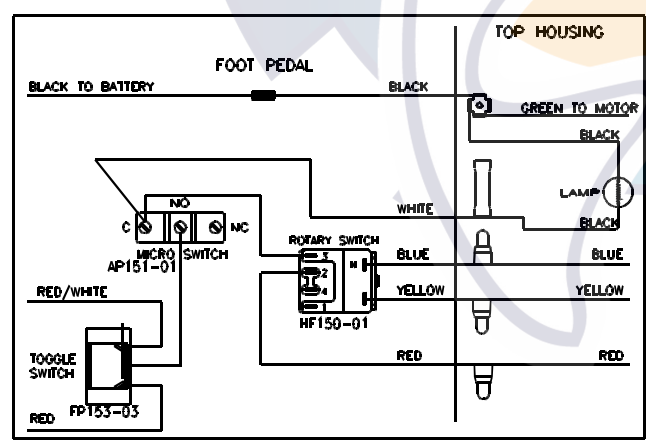 TOP HOUSING
FOOT PEDAL
BLACK TO BATTERY
BLACK
GREEN TO MOTOR
BLACK
LAMP
NO
WHITE
BLACK
C
NC
ROTARY SWITCH
MICRO SWITCH
AP151-01
3
N
BLUE
BLUE
2
RED/WHITE
4
YELLOW
YELLOW
1
HF150-01
TOGGLE
SWITCH
RED
RED
FP153-03
RED